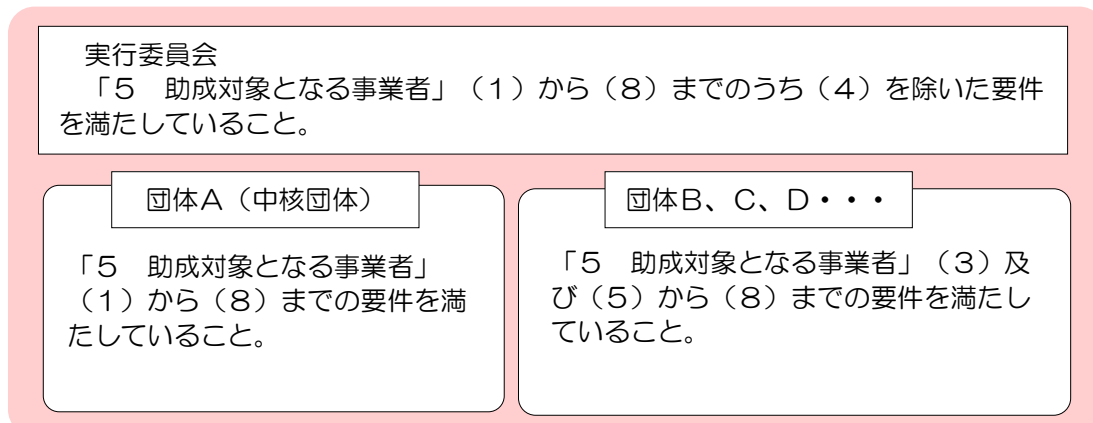 実行委員会
「５　助成対象となる事業者」（１）から（８）までのうち（４）を除いた要件
を満たしていること。
団体Ａ（中核団体）
「５　助成対象となる事業者」
（１）から（８）までの要件を満
たしていること。
団体Ｂ、Ｃ、Ｄ・・・
「５　助成対象となる事業者」（３）及
び（５）から（８）までの要件を満たし
ていること。